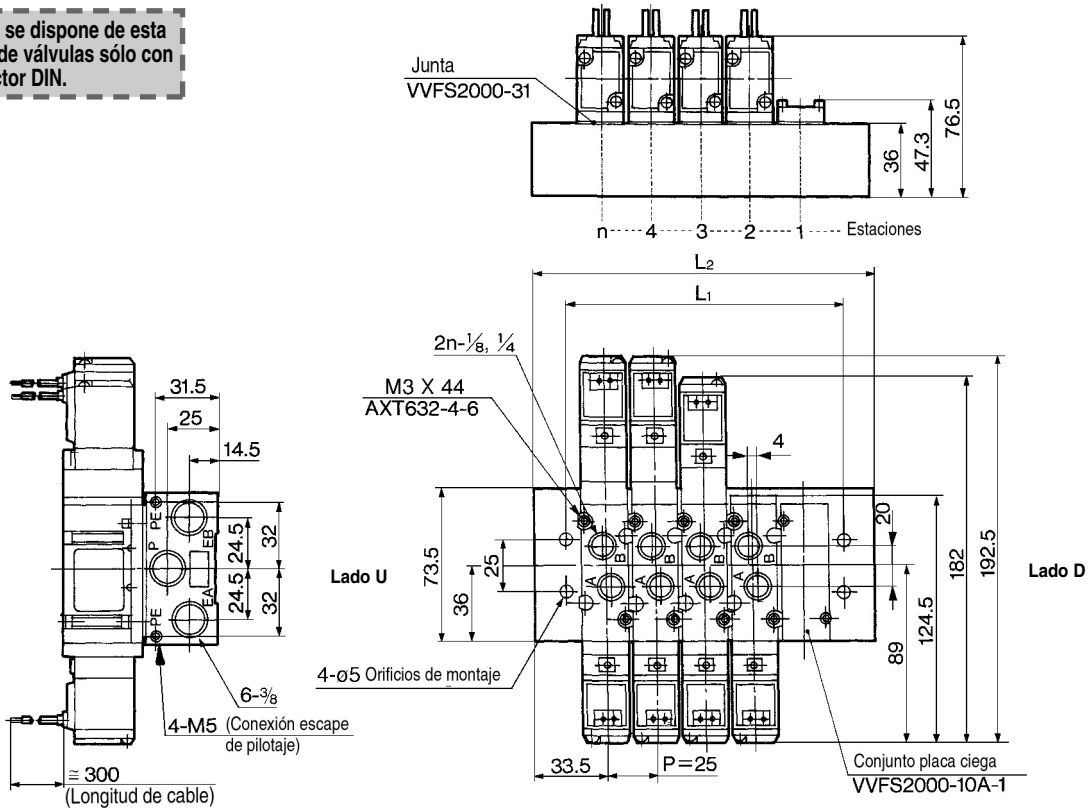 se dispone de esta
de válvulas sólo con
ctor DIN.
Junta
VVFS2000-31
36
47.3
76.5
n 4 3 2 1 Estaciones
L₂
L₁
2n-⅛, ¼
M3 X 44
AXT632-4-6
4
31.5
25
14.5
PE
P
EB
EA
PE
24.5
32
24.5
32
Lado U
73.5
25
36
B B B B
A A A A
20
89
124.5
182
192.5
Lado D
4-ø5 Orificios de montaje
6-⅜
4-M5 (Conexión escape
de pilotaje)
≅ 300
(Longitud de cable)
33.5
P=25
Conjunto placa ciega
VVFS2000-10A-1